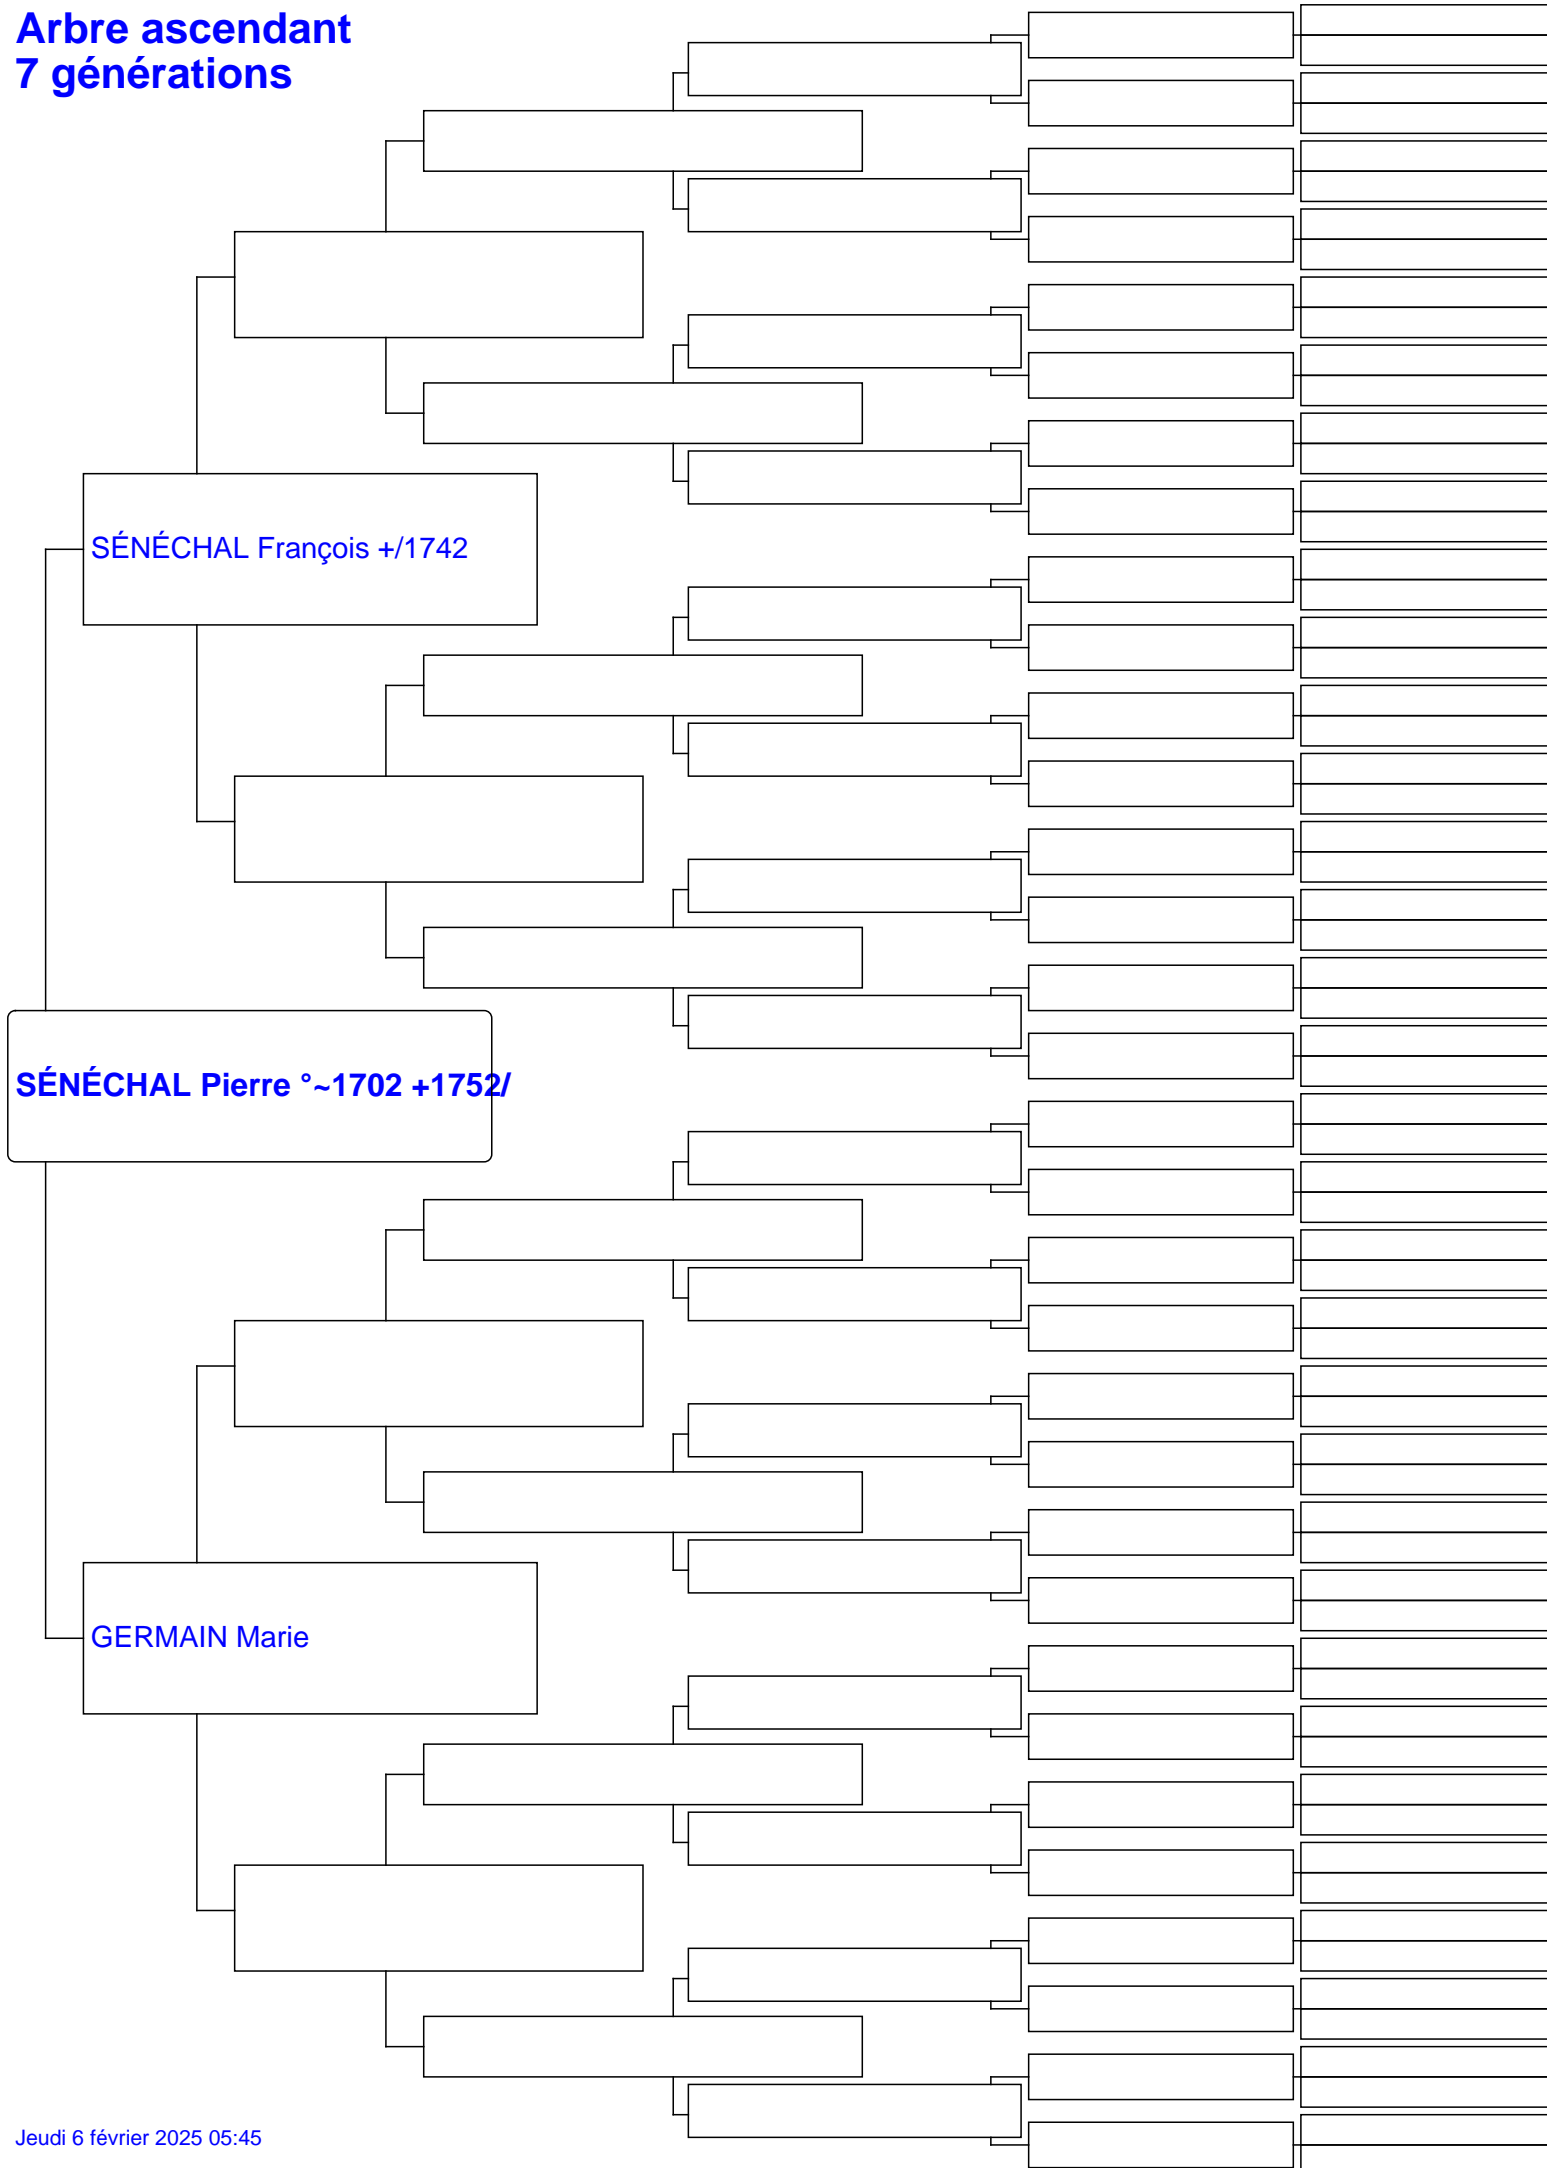 Arbre ascendant
7 générations
SÉNÉCHAL François +/1742
SÉNÉCHAL Pierre °~1702 +1752/
GERMAIN Marie
Jeudi 6 février 2025 05:45